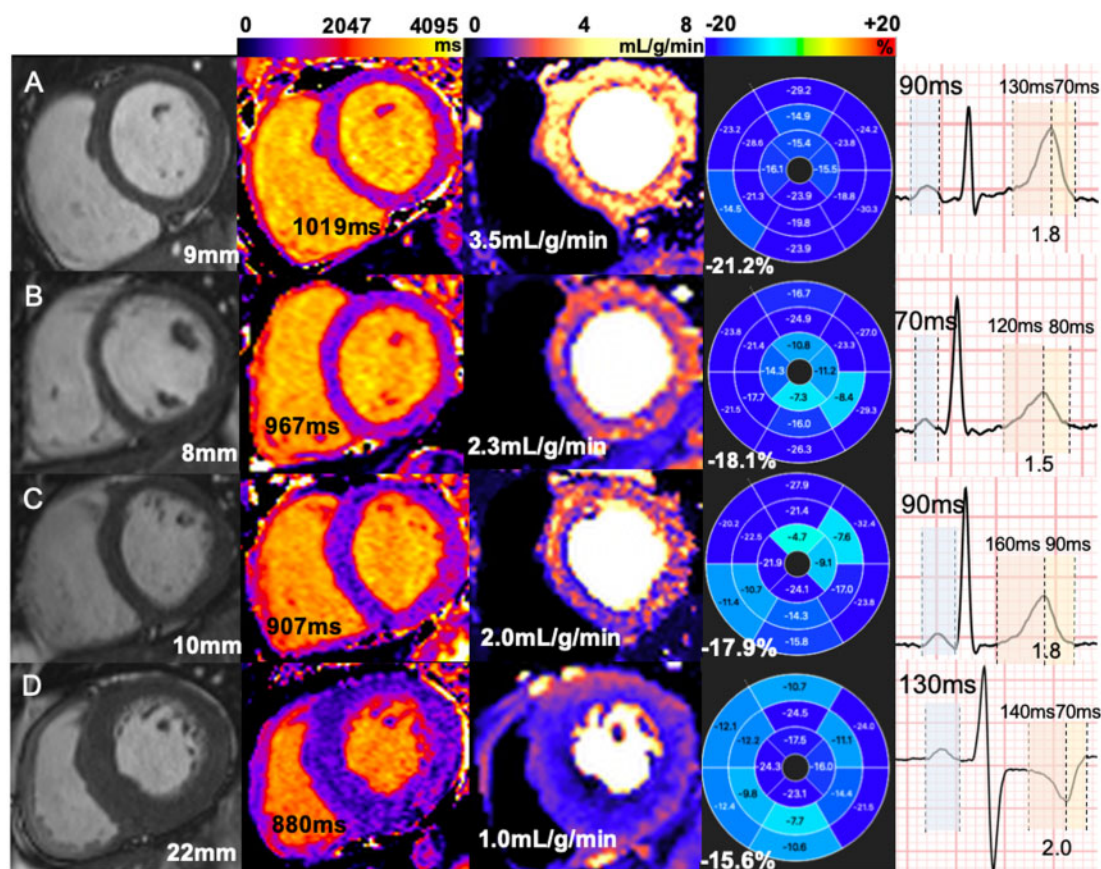 0 2047 4095 0 4 8 -20 +20
ms mL/g/min %
A
9mm
1019ms
3.5mL/g/min
-29.2
-23.2 -14.9 -24.2
-28.6 -15.4 -23.8
-16.1 -15.5
-14.5 -21.3 -23.9 -18.8 -30.3
-19.8
-23.9
-21.2%
90ms 130ms 70ms
1.8
B
8mm
967ms
2.3mL/g/min
-16.7
-23.8 -24.9 -27.0
-21.4 -10.8 -23.3
-14.3 -11.2
-21.5 -17.7 -7.3 -8.4 -29.3
-16.0
-26.3
-18.1%
70ms 120ms 80ms
1.5
C
10mm
907ms
2.0mL/g/min
-27.9
-20.2 -21.4 -32.4
-22.5 -4.7 -7.6
-21.9 -9.1
-11.4 -10.7 -24.1 -17.0 -23.8
-14.3
-15.8
-17.9%
90ms 160ms 90ms
1.8
D
22mm
880ms
1.0mL/g/min
-10.7
-12.1 -24.5 -24.0
-12.2 -17.5 -11.1
-24.3 -16.0
-12.4 -9.8 -23.1 -14.4 -21.5
-7.7
-10.6
-15.6%
130ms 140ms 70ms
2.0